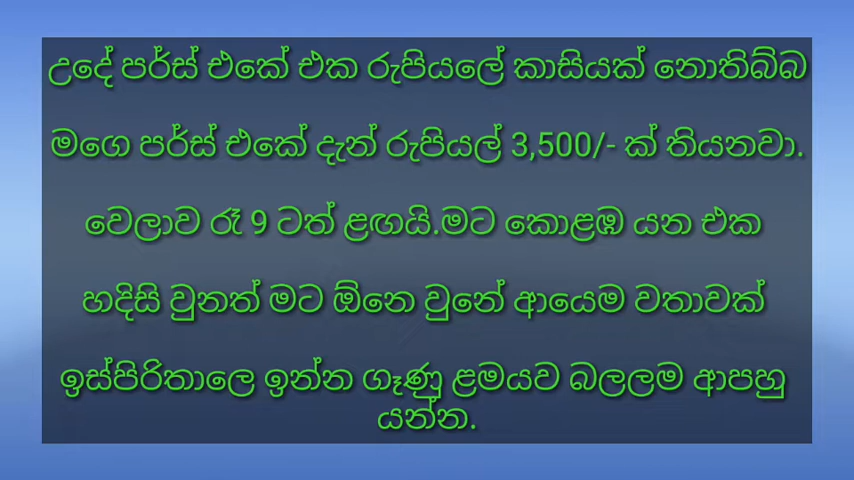 උදේ පර්ස් එකේ එක රුපියලේ කාසියක් නොතිබ්බ
මගෙ පර්ස් එකේ දැන් රුපියල් 3,500/- ක් තියනවා.
වෙලාව රෑ 9 ටත් ළඟයි.මට කොළඹ යන එක
හදිසි වුනත් මට ඕනෙ වුනේ ආයෙම වතාවක්
ඉස්පිරිතාලෙ ඉන්න ගෑණු ළමයව බලලම ආපහු
යන්න.